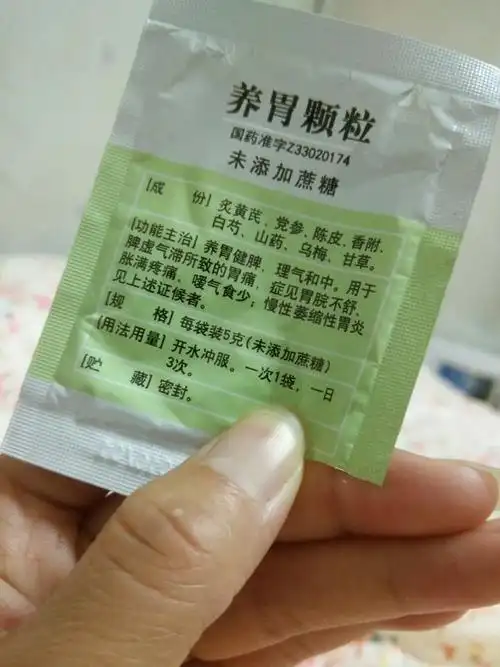 养胃颗粒
国药准字Z33020174
未添加蔗糖
[成 份] 炙黄芪、党参、陈皮、香附、
白芍、山药、乌梅、甘草。
[功能主治] 养胃健脾、理气和中。用于
脾虚气滞所致的胃痛，症见胃脘不舒、
胀满疼痛、嗳气食少；慢性萎缩性胃炎
见上述证候者。
[规 格] 每袋装5克(未添加蔗糖)
[用法用量] 开水冲服。一次1袋，一日
3次。
[贮 藏] 密封。